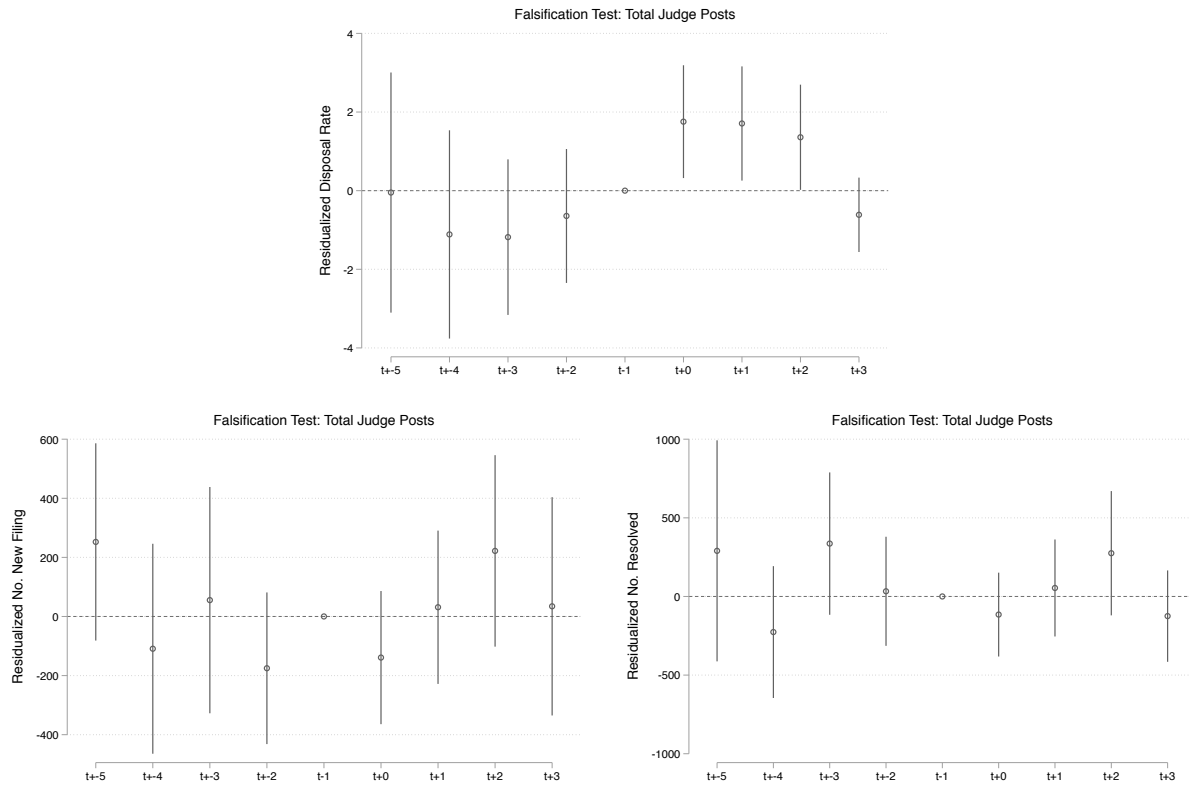 Falsification Test: Total Judge Posts
Residualized Disposal Rate
4
2
0
-2
-4
t+-5 t+-4 t+-3 t+-2 t-1 t+0 t+1 t+2 t+3
Falsification Test: Total Judge Posts
Residualized No. New Filing
600
400
200
0
-200
-400
t+-5 t+-4 t+-3 t+-2 t-1 t+0 t+1 t+2 t+3
Falsification Test: Total Judge Posts
Residualized No. Resolved
1000
500
0
-500
-1000
t+-5 t+-4 t+-3 t+-2 t-1 t+0 t+1 t+2 t+3